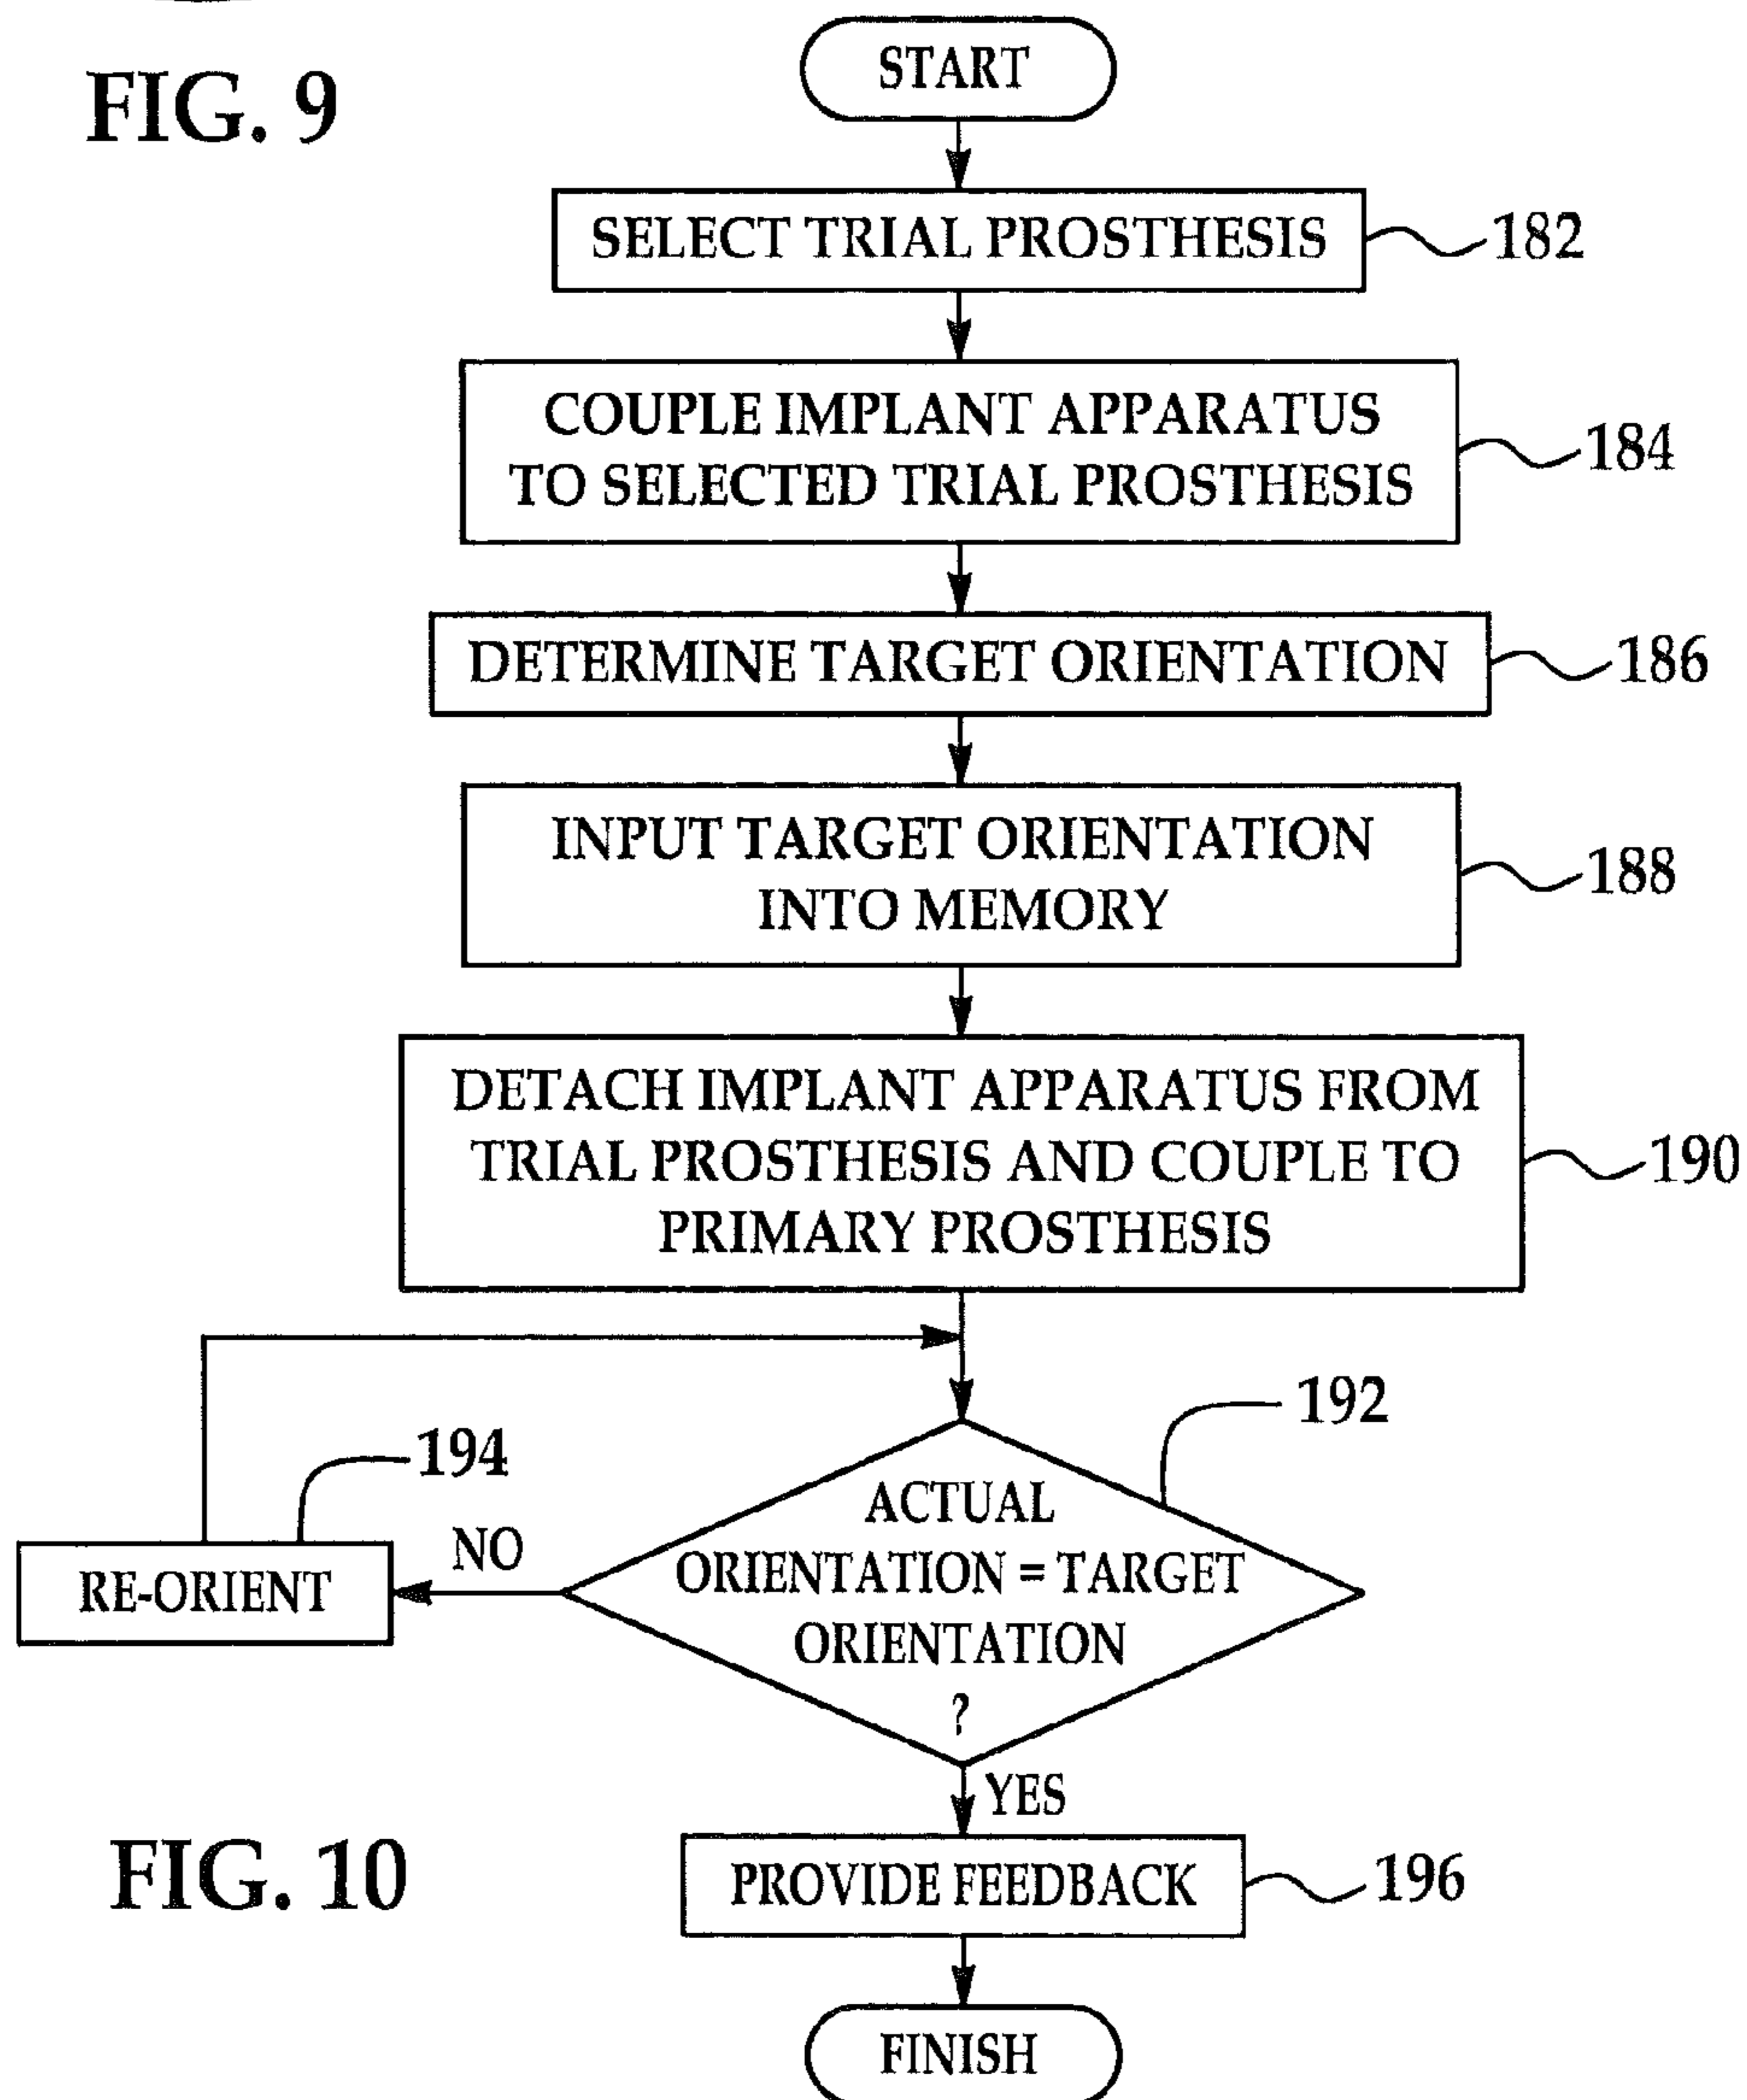 FIG. 9
START
SELECT TRIAL PROSTHESIS
182
COUPLE IMPLANT APPARATUS
TO SELECTED TRIAL PROSTHESIS
184
DETERMINE TARGET ORIENTATION
186
INPUT TARGET ORIENTATION
INTO MEMORY
188
DETACH IMPLANT APPARATUS FROM
TRIAL PROSTHESIS AND COUPLE TO
PRIMARY PROSTHESIS
190
192
ACTUAL
ORIENTATION = TARGET
ORIENTATION
?
194
NO
RE-ORIENT
YES
PROVIDE FEEDBACK
196
FIG. 10
FINISH